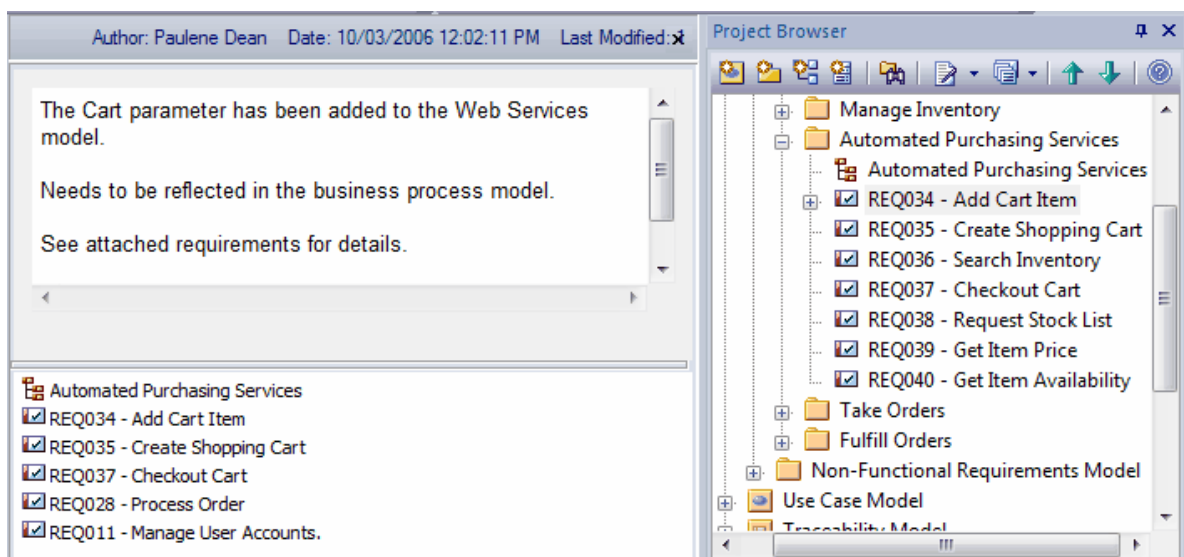 Author: Paulene Dean Date: 10/03/2006 12:02:11 PM Last Modified:
The Cart parameter has been added to the Web Services
model.
Needs to be reflected in the business process model.
See attached requirements for details.
Automated Purchasing Services
REQ034 - Add Cart Item
REQ035 - Create Shopping Cart
REQ037 - Checkout Cart
REQ028 - Process Order
REQ011 - Manage User Accounts.
Project Browser
Manage Inventory
Automated Purchasing Services
Automated Purchasing Services
REQ034 - Add Cart Item
REQ035 - Create Shopping Cart
REQ036 - Search Inventory
REQ037 - Checkout Cart
REQ038 - Request Stock List
REQ039 - Get Item Price
REQ040 - Get Item Availability
Take Orders
Fulfill Orders
Non-Functional Requirements Model
Use Case Model
Traceability Model